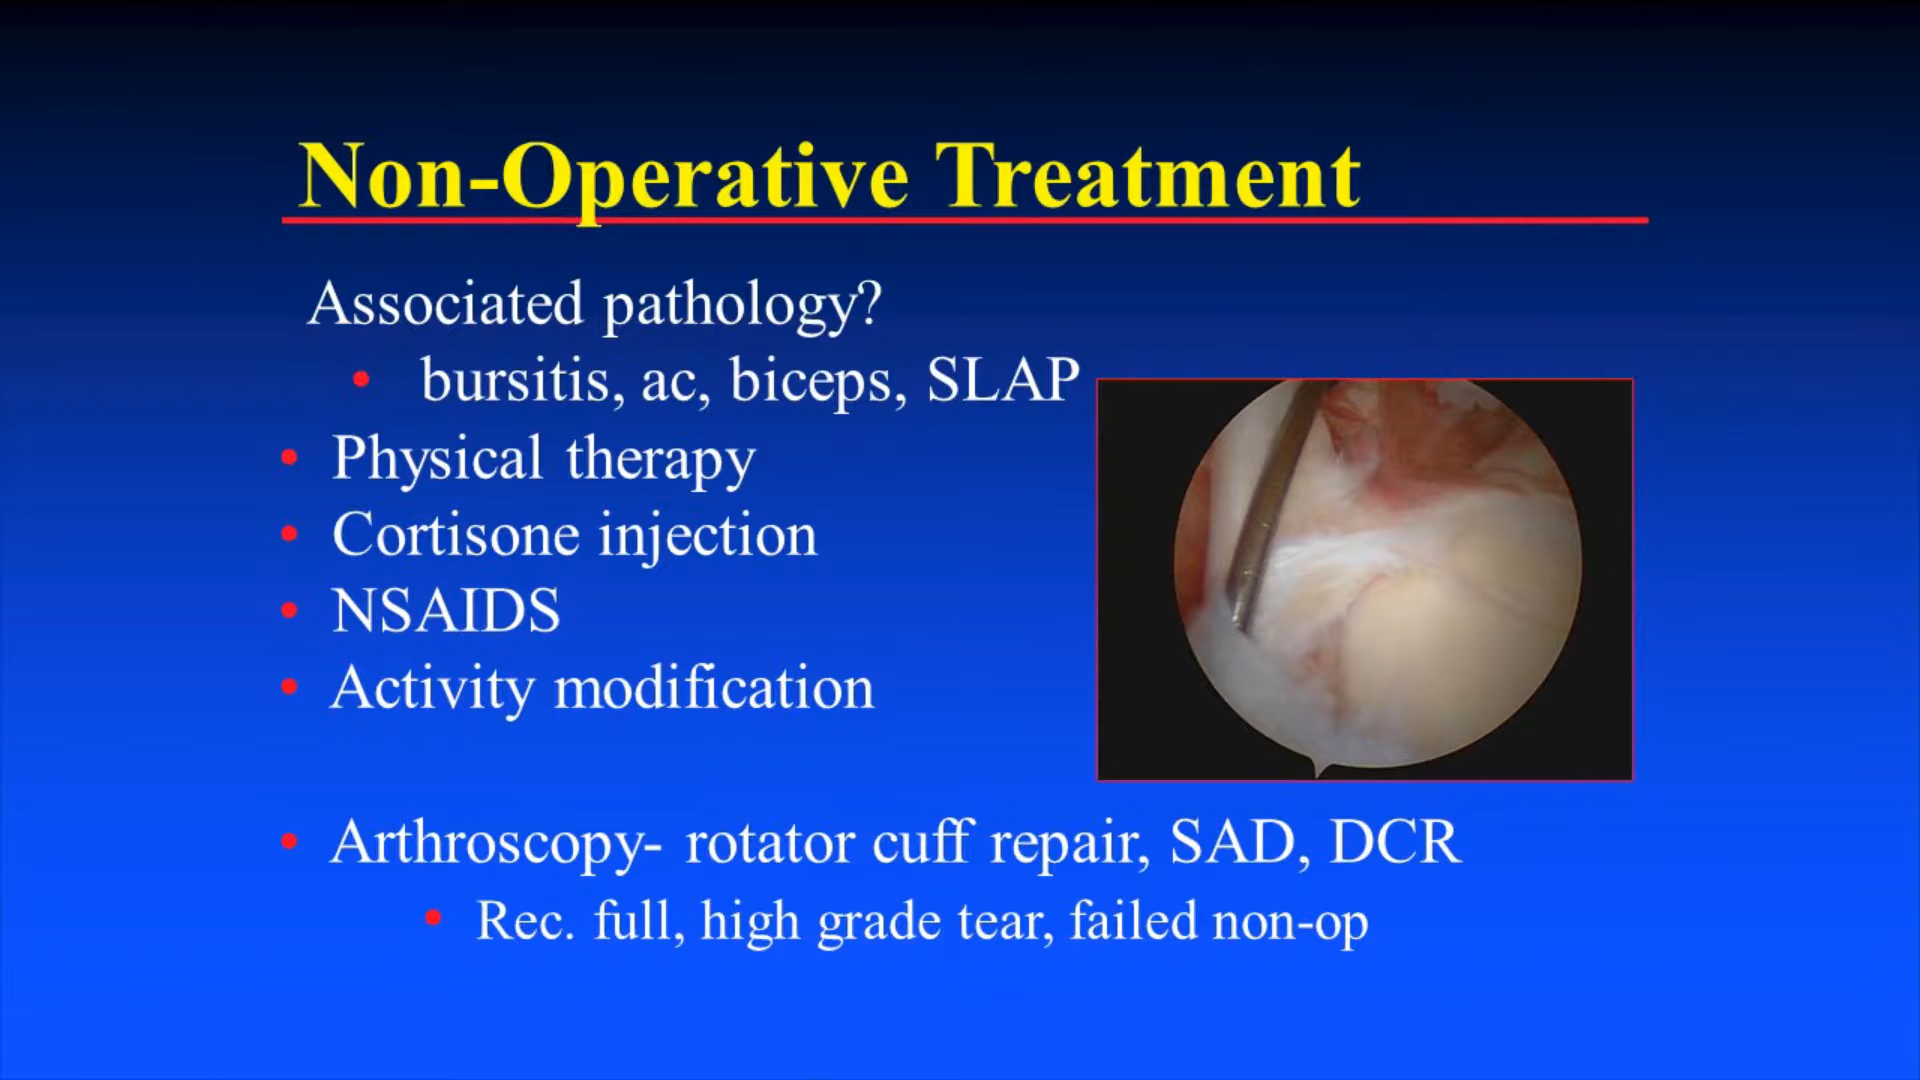 Non-Operative Treatment
Associated pathology?
• bursitis, ac, biceps, SLAP
• Physical therapy
• Cortisone injection
• NSAIDS
• Activity modification
• Arthroscopy- rotator cuff repair, SAD, DCR
• Rec. full, high grade tear, failed non-op